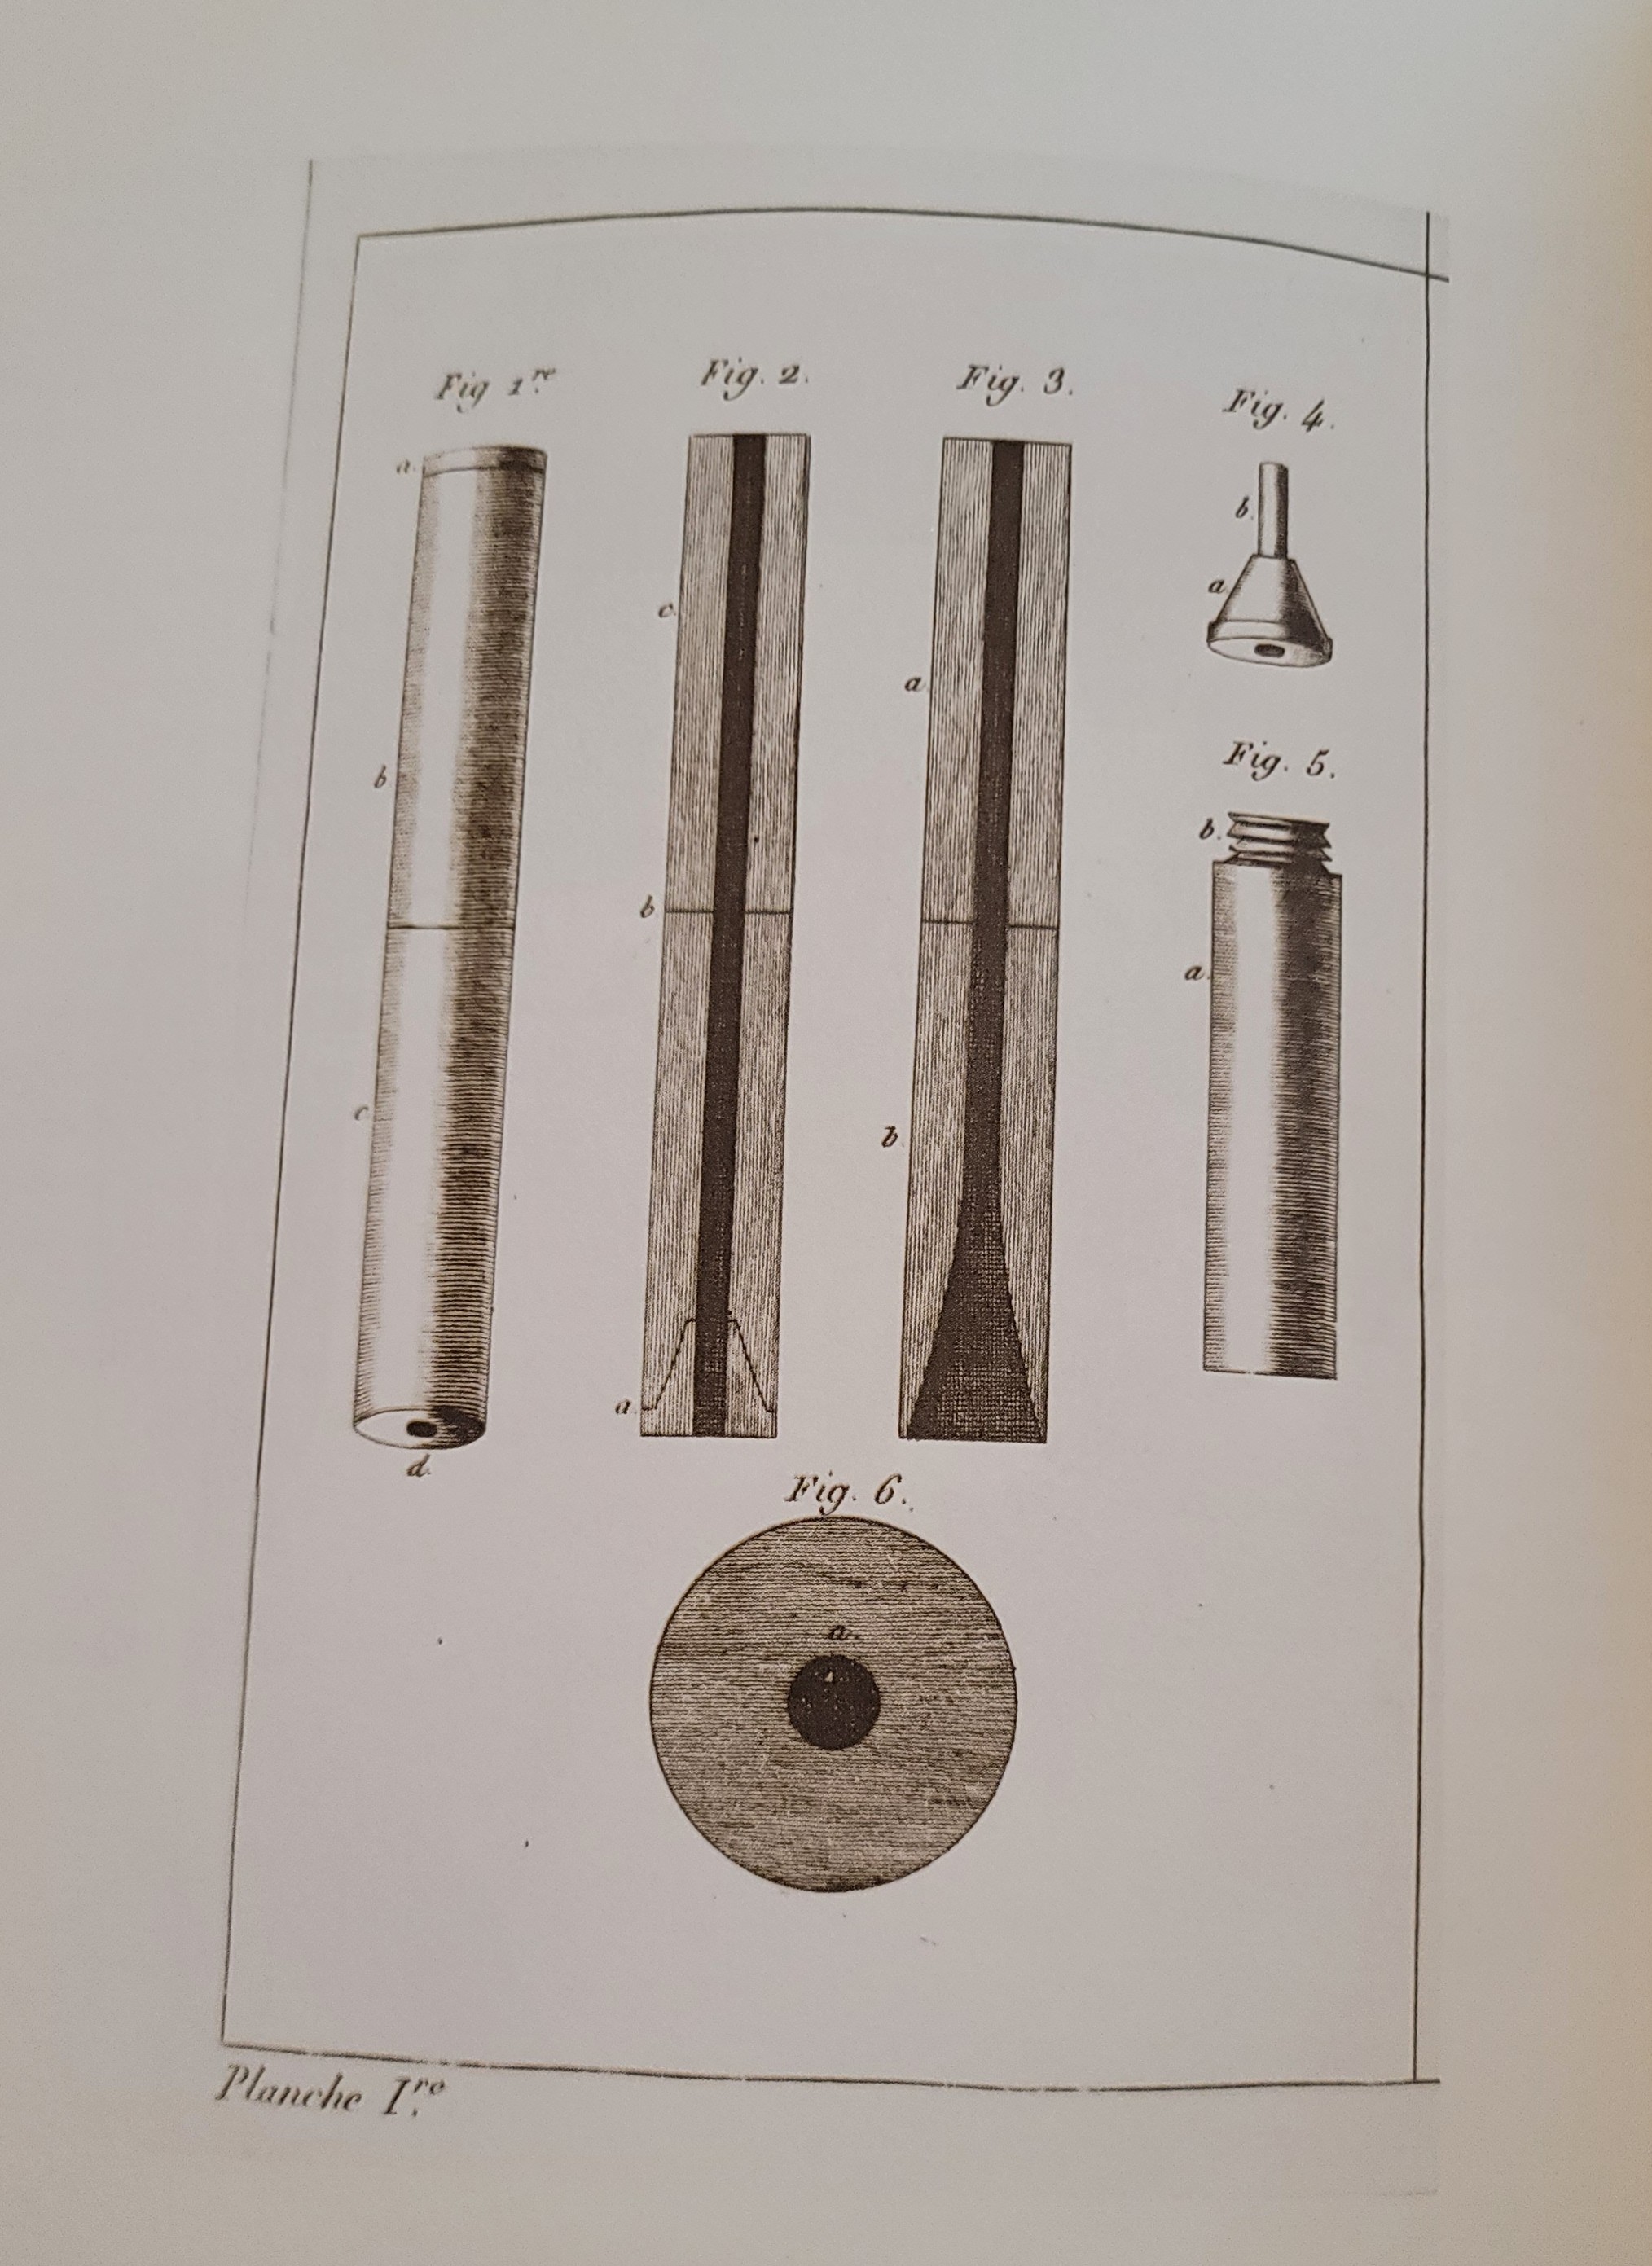 Fig 1.re
Fig. 2.
Fig. 3.
Fig. 4.
a.
b
c
d.
c.
b
a.
a.
b.
b.
a
Fig. 5.
b.
a.
Fig. 6.
a.
Planche I.re